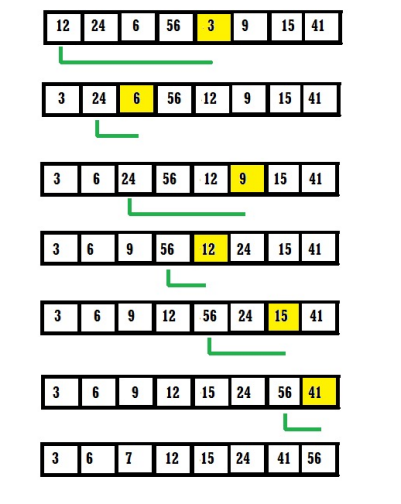 12 24 6 56 3 9 15 41
3 24 6 56 12 9 15 41
3 6 24 56 12 9 15 41
3 6 9 56 12 24 15 41
3 6 9 12 56 24 15 41
3 6 9 12 15 24 56 41
3 6 7 12 15 24 41 56